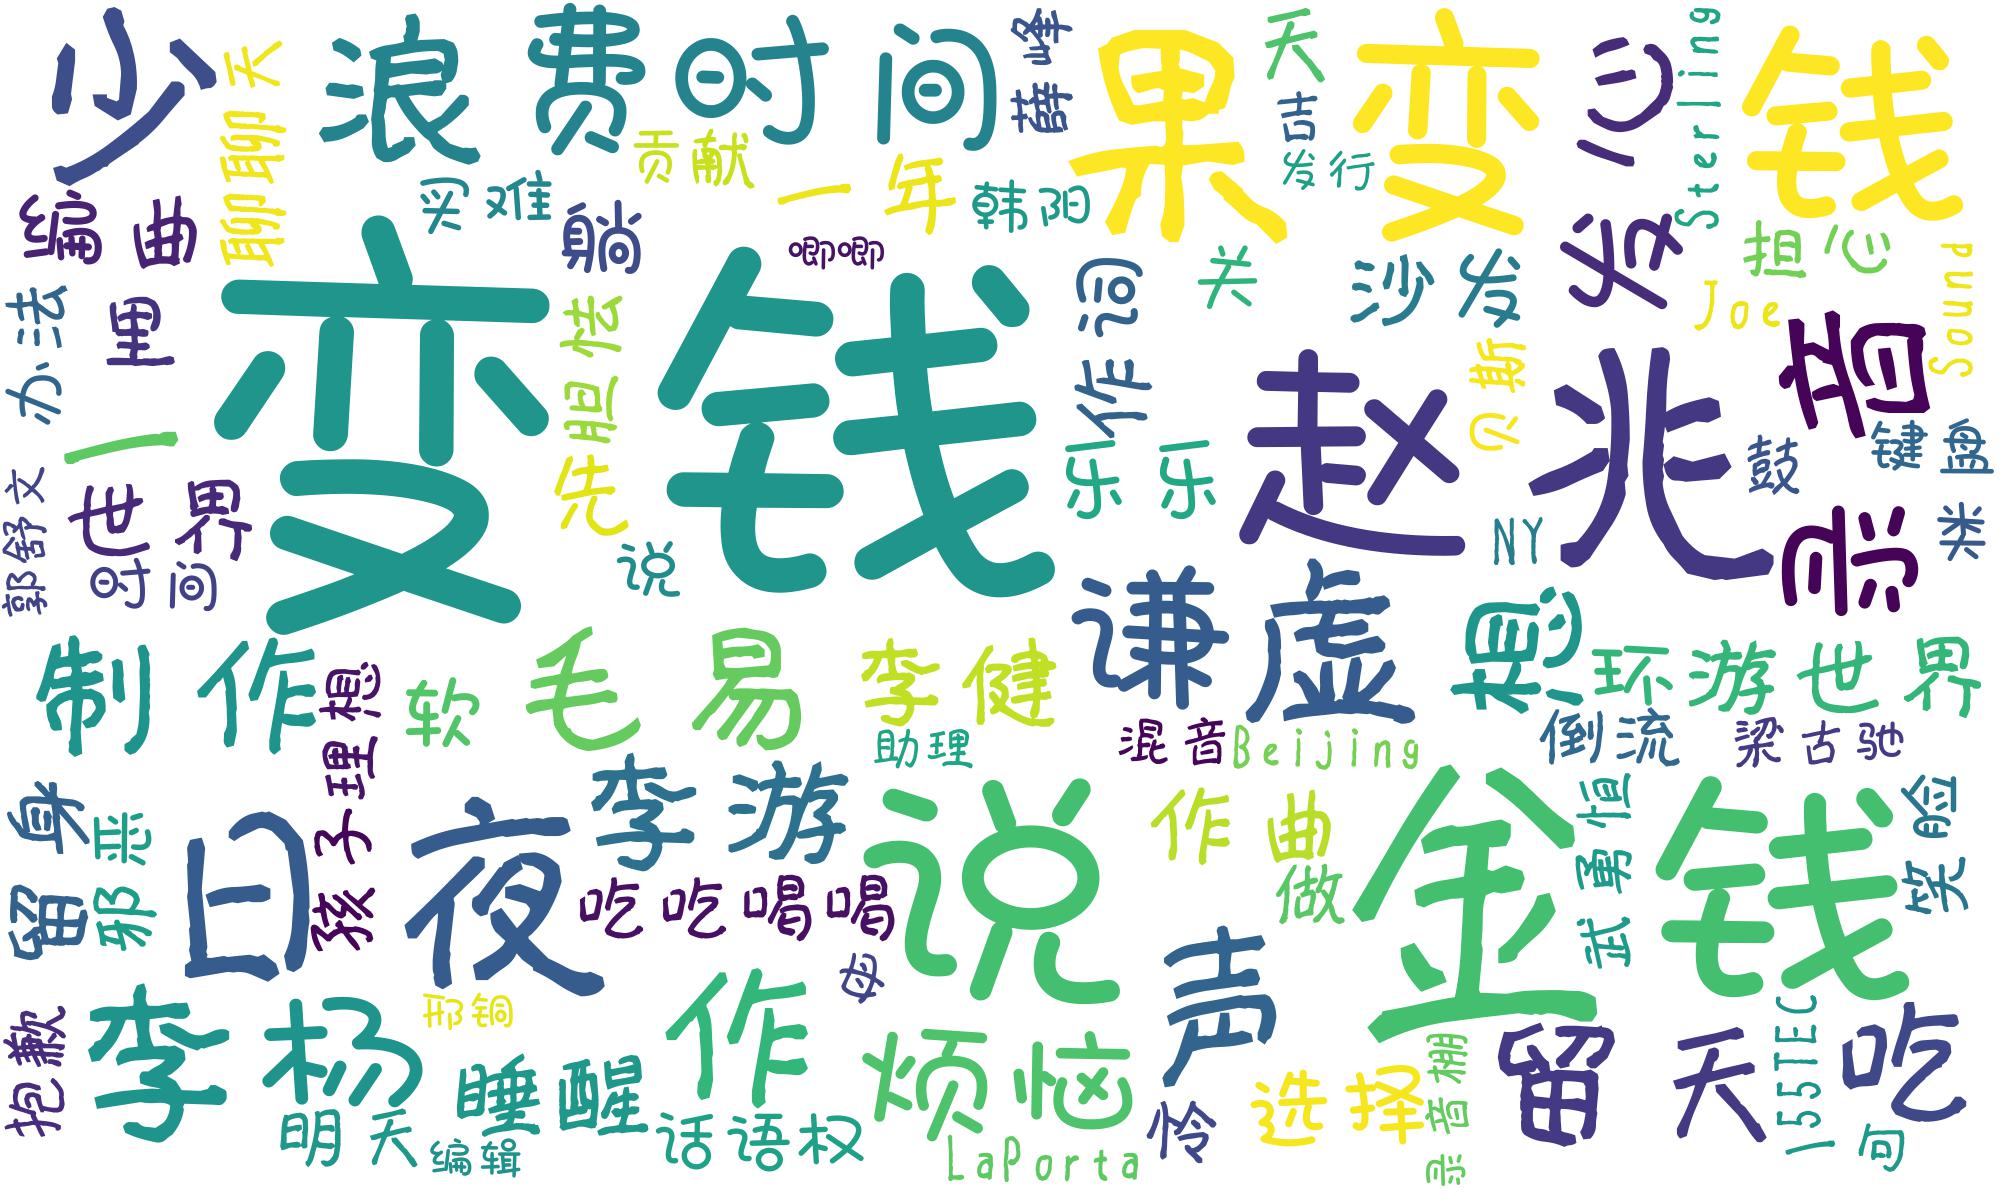 少
浪费时间
薛峰
果
天
变
心
Sterling
钱
聊聊天
吉
贡献
发行
买难
一年
韩阳
编曲
躺
唧唧
作词
关
沙发
发
担心
Joe
Sound
办法
里
变钱
胆怯
贝斯
音
一
先
乐乐
赵兆
鼓
键盘
郭舒文
世界
说
NY
录
米
时间
谦虚
想
环游世界
制作
理想
软
毛易
李健
助理
混音
Beijing
倒流
梁古驰
留身
邪恶
日夜
孩子
李游
吃吃喝喝
说
作曲
做
金钱
武勇恒
笑脸
母
声
抱歉
李杨
邢铜
作
烦恼
选择
录音棚
留
天
155TEC
吃
明天
睡醒
编辑
话语权
LaPorta
怜
句